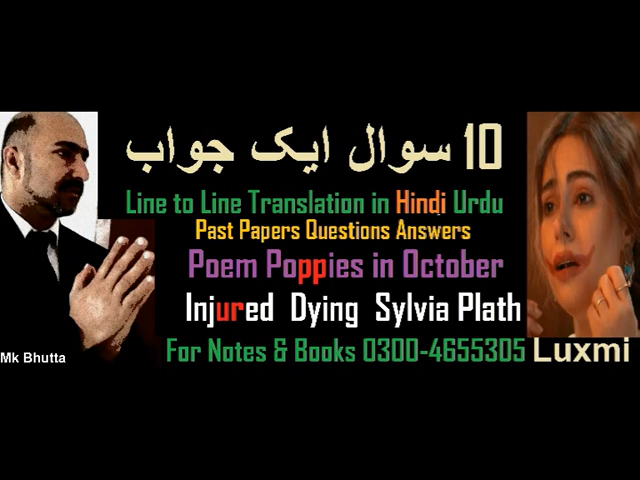 10 سوال ایک جواب
Line to Line Translation in Hindi Urdu
Past Papers Questions Answers
Poem Poppies in October
Injured Dying Sylvia Plath
For Notes & Books 0300-4655305
Mk Bhutta
Luxmi